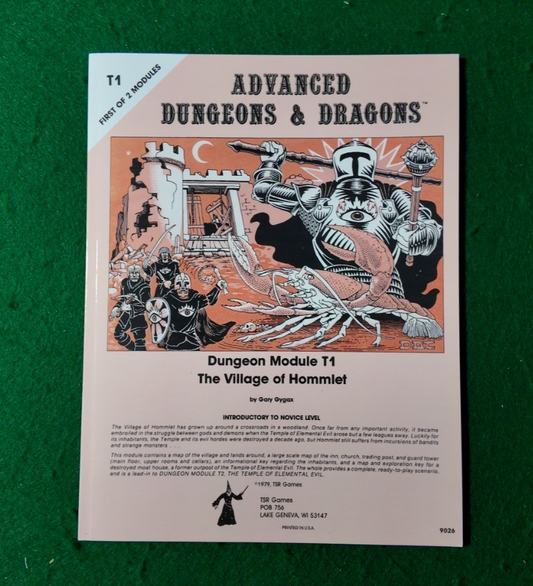 T1
FIRST OF 2 MODULES
ADVANCED
DUNGEONS & DRAGONS™
T
Dungeon Module T1
The Village of Hommlet
by Gary Gygax
INTRODUCTORY TO NOVICE LEVEL
The Village of Hommlet has grown up around a crossroads in a woodland. Once far from any important activity, it became
embroiled in the struggle between gods and demons when the Temple of Elemental Evil arose but a few leagues away. Luckily for
its inhabitants, the Temple and its evil hordes were destroyed a decade ago, but Hommlet still suffers from incursions of bandits
and strange monsters . . .
This module contains a map of the village and lands around, a large scale map of the inn, church, trading post, and guard tower
(main floor, upper rooms and cellars), an informational key regarding the inhabitants, and a map and exploration key for a
destroyed moat house, a former outpost of the Temple of Elemental Evil. The whole provides a complete, ready-to-play scenario,
and is a lead-in to DUNGEON MODULE T2, THE TEMPLE OF ELEMENTAL EVIL.
©1979, TSR Games
TSR Games
POB 756
LAKE GENEVA, WI 53147
PRINTED IN U.S.A.
9026